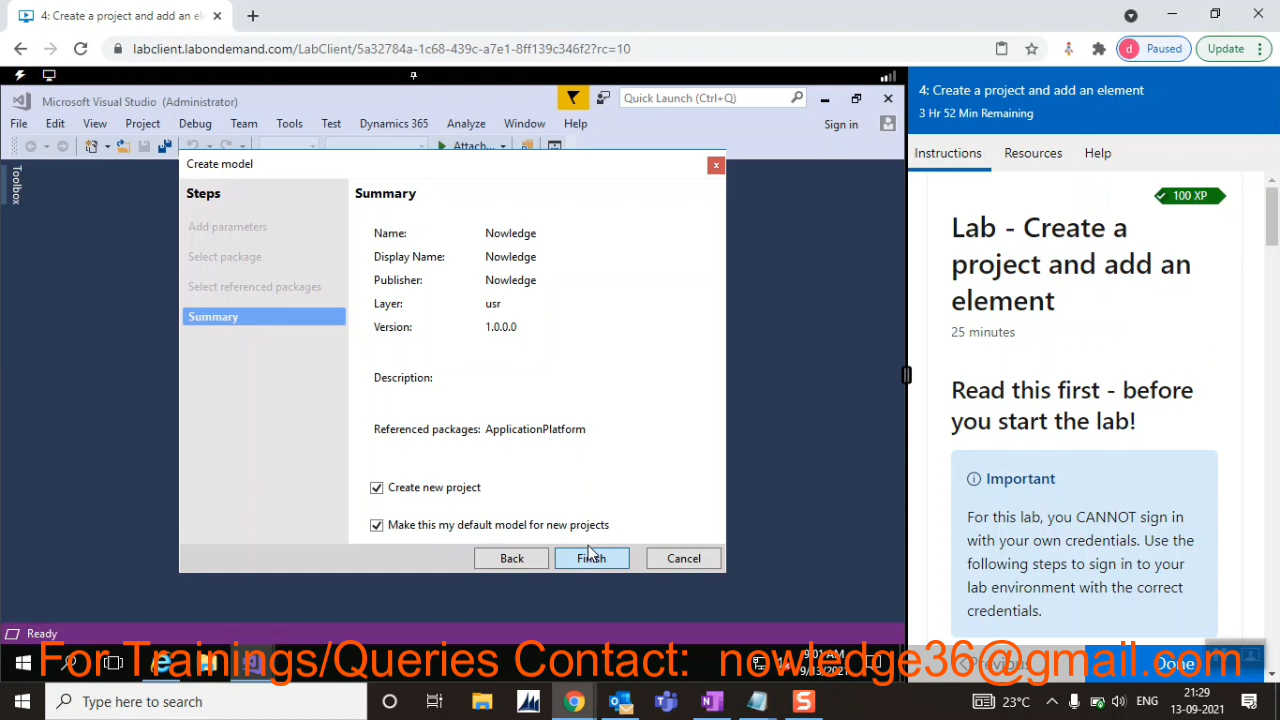 4: Create a project and add an ele
labclient.labondemand.com/LabClient/5a32784a-1c68-439c-a7e1-8ff139c346f2?rc=10
d Paused
Update
Microsoft Visual Studio (Administrator)
Quick Launch (Ctrl+Q)
File Edit View Project Debug Team Test Dynamics 365 Analyze Window Help
Sign in
Attach...
Toolbox
Create model
Steps
Add parameters
Select package
Select referenced packages
Summary
Summary
Name: Nowledge
Display Name: Nowledge
Publisher: Nowledge
Layer: usr
Version: 1.0.0.0
Description:
Referenced packages: ApplicationPlatform
Create new project
Make this my default model for new projects
Back Finish Cancel
Ready
4: Create a project and add an element
3 Hr 52 Min Remaining
Instructions Resources Help
100 XP
Lab - Create a
project and add an
element
25 minutes
Read this first - before
you start the lab!
Important
For this lab, you CANNOT sign in
with your own credentials. Use the
following steps to sign in to your
lab environment with the correct
credentials.
9:01 AM
9/13/2021
Previous Done
For Trainings/Queries Contact: nowledge36@gmail.com
Type here to search
23°C
ENG
21:29
13-09-2021